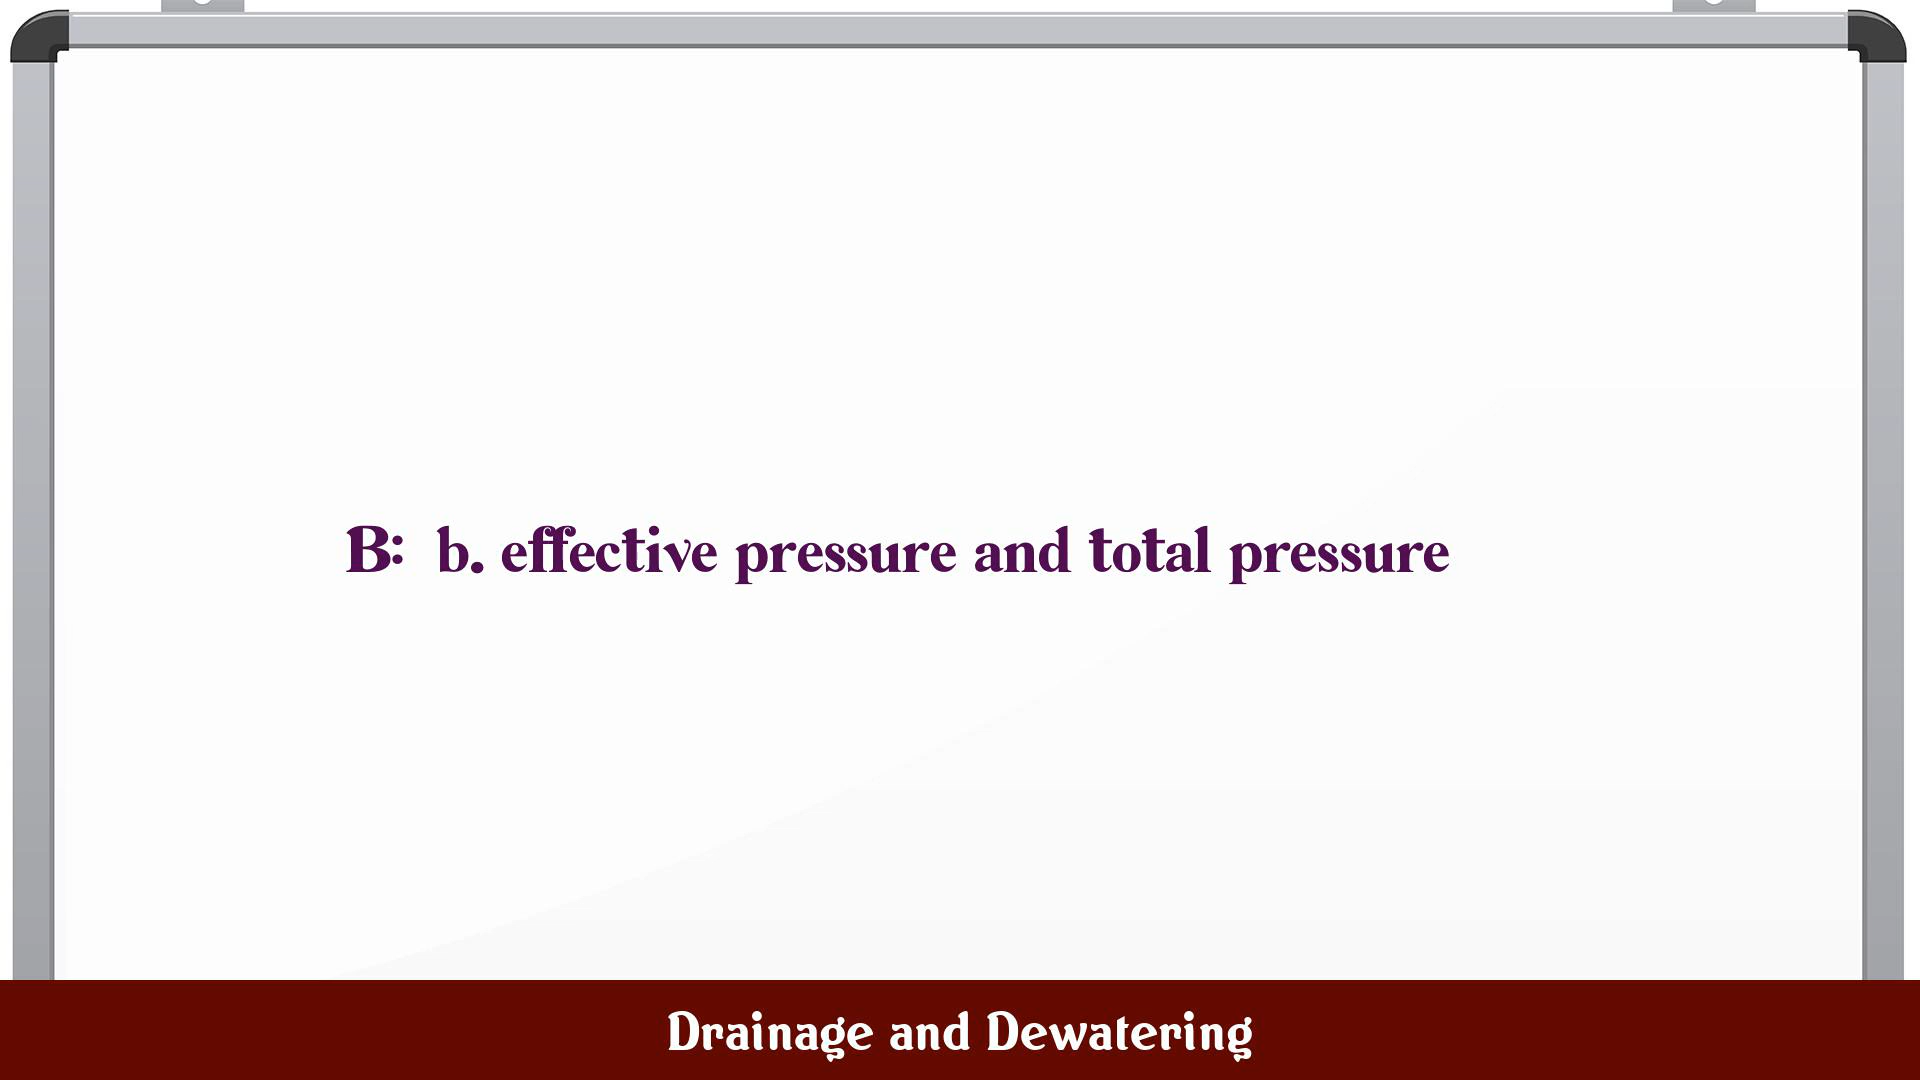 B: b. effective pressure and total pressure
Drainage and Dewatering